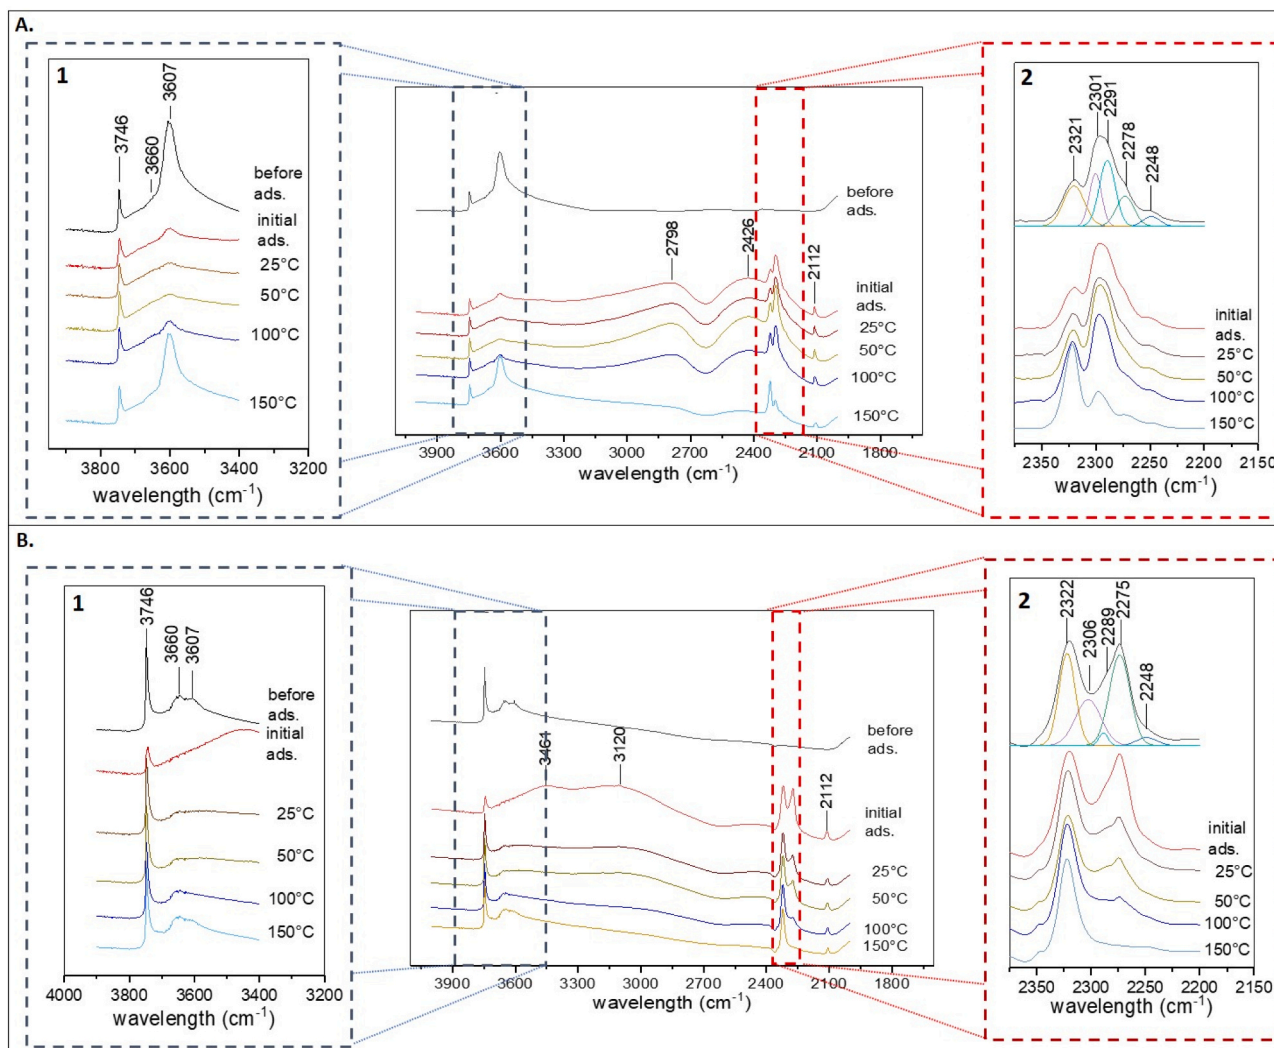 A.
1
3746
3660
3607
before
ads.
initial
ads.
25°C
50°C
100°C
150°C
3800 3600 3400 3200
wavelength (cm-1)
2798
2426
2112
before
ads.
initial
ads.
25°C
50°C
100°C
150°C
3900 3600 3300 3000 2700 2400 2100 1800
wavelength (cm-1)
2
2321
2301
2291
2278
2248
initial
ads.
25°C
50°C
100°C
150°C
2350 2300 2250 2200 2150
wavelength (cm-1)
B.
1
3746
3660
3607
before
ads.
initial
ads.
25°C
50°C
100°C
150°C
4000 3800 3600 3400 3200
wavelength (cm-1)
3461
3120
2112
before
ads.
initial
ads.
25°C
50°C
100°C
150°C
3900 3600 3300 3000 2700 2400 2100 1800
wavelength (cm-1)
2
2322
2306
2289
2275
2248
initial
ads.
25°C
50°C
100°C
150°C
2350 2300 2250 2200 2150
wavelength (cm-1)